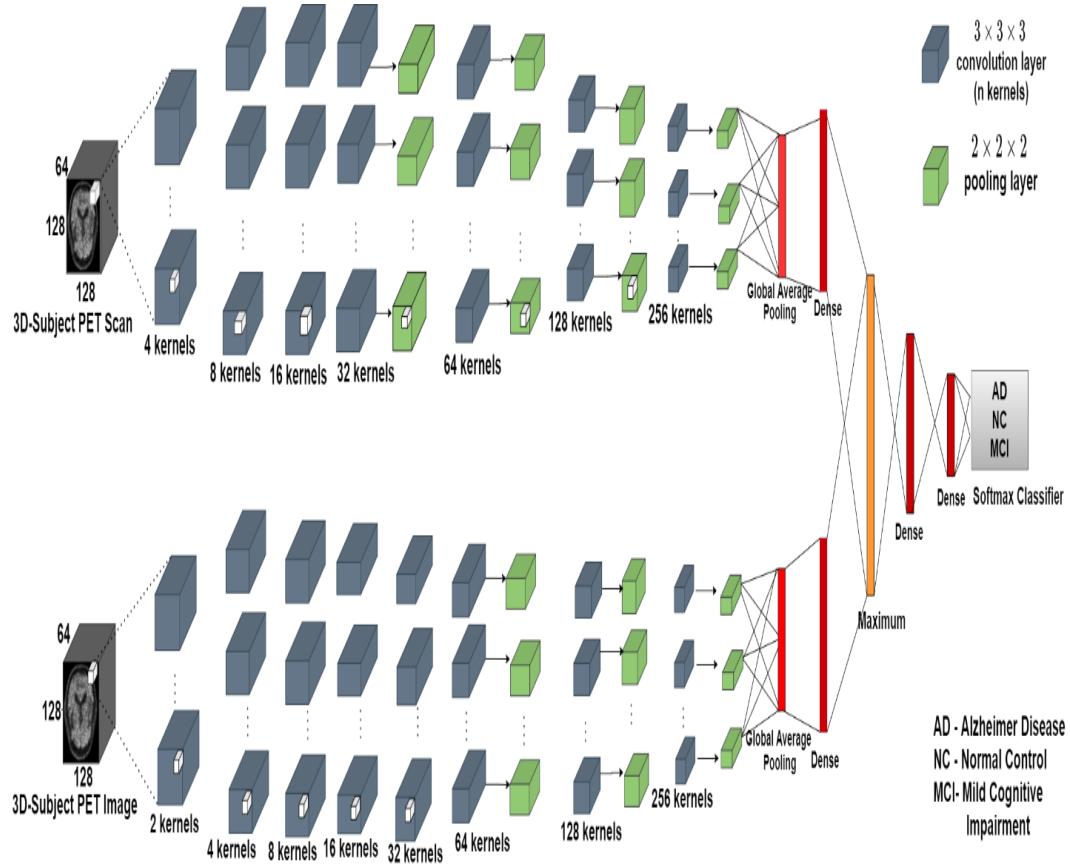 3 × 3 × 3
convolution layer
(n kernels)
2 × 2 × 2
pooling layer
64
128
128
3D-Subject PET Scan
4 kernels
8 kernels
16 kernels
32 kernels
64 kernels
128 kernels
256 kernels
Global Average
Pooling
Dense
AD
NC
MCI
Softmax Classifier
Dense
Dense
Maximum
64
128
128
3D-Subject PET Image
2 kernels
4 kernels
8 kernels
16 kernels
32 kernels
64 kernels
128 kernels
256 kernels
Global Average
Pooling
Dense
AD - Alzheimer Disease
NC - Normal Control
MCI- Mild Cognitive
Impairment